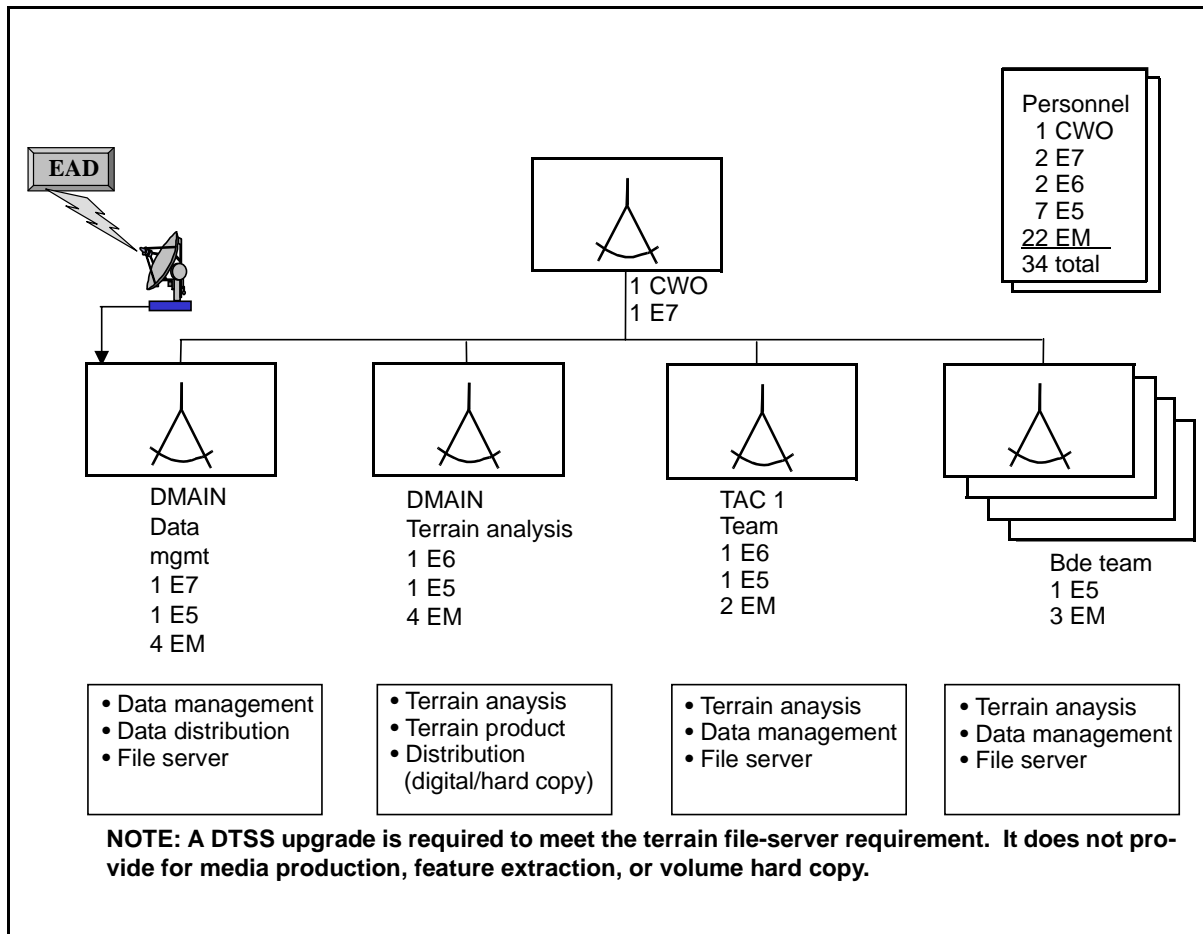 Personnel
1 CWO
2 E7
2 E6
7 E5
22 EM
34 total
EAD
1 CWO
1 E7
DMAIN
Data
mgmt
1 E7
1 E5
4 EM
DMAIN
Terrain analysis
1 E6
1 E5
4 EM
TAC 1
Team
1 E6
1 E5
2 EM
Bde team
1 E5
3 EM
• Data management
• Data distribution
• File server
• Terrain anaysis
• Terrain product
• Distribution
(digital/hard copy)
• Terrain anaysis
• Data management
• File server
• Terrain anaysis
• Data management
• File server
NOTE: A DTSS upgrade is required to meet the terrain file-server requirement. It does not pro-
vide for media production, feature extraction, or volume hard copy.